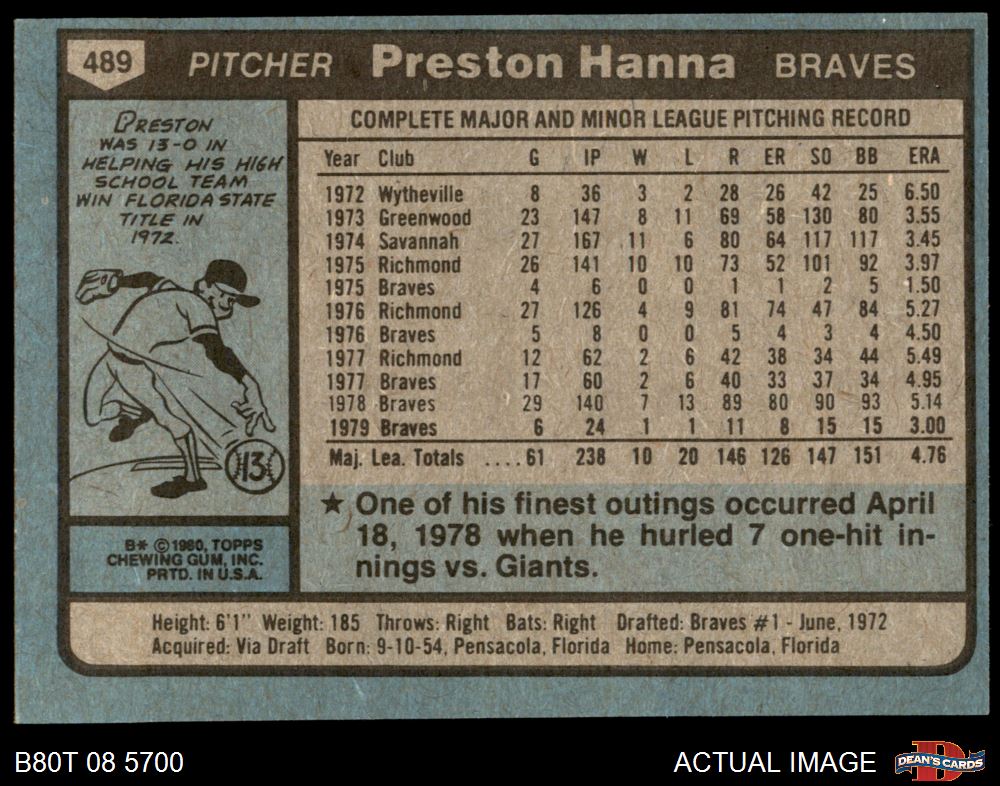 489 PITCHER Preston Hanna BRAVES
PRESTON
WAS 13-0 IN
HELPING HIS HIGH
SCHOOL TEAM
WIN FLORIDA STATE
TITLE IN
1972.
13
B* © 1980, TOPPS
CHEWING GUM, INC.
PRTD. IN U.S.A.
COMPLETE MAJOR AND MINOR LEAGUE PITCHING RECORD
Year Club G IP W L R ER SO BB ERA
1972 Wytheville 8 36 3 2 28 26 42 25 6.50
1973 Greenwood 23 147 8 11 69 58 130 80 3.55
1974 Savannah 27 167 11 6 80 64 117 117 3.45
1975 Richmond 26 141 10 10 73 52 101 92 3.97
1975 Braves 4 6 0 0 1 1 2 5 1.50
1976 Richmond 27 126 4 9 81 74 47 84 5.27
1976 Braves 5 8 0 0 5 4 3 4 4.50
1977 Richmond 12 62 2 6 42 38 34 44 5.49
1977 Braves 17 60 2 6 40 33 37 34 4.95
1978 Braves 29 140 7 13 89 80 90 93 5.14
1979 Braves 6 24 1 1 11 8 15 15 3.00
Maj. Lea. Totals ....61 238 10 20 146 126 147 151 4.76
★ One of his finest outings occurred April
18, 1978 when he hurled 7 one-hit in-
nings vs. Giants.
Height: 6'1" Weight: 185 Throws: Right Bats: Right Drafted: Braves #1 - June, 1972
Acquired: Via Draft Born: 9-10-54, Pensacola, Florida Home: Pensacola, Florida
B80T 08 5700 ACTUAL IMAGE D DEAN'S CARDS